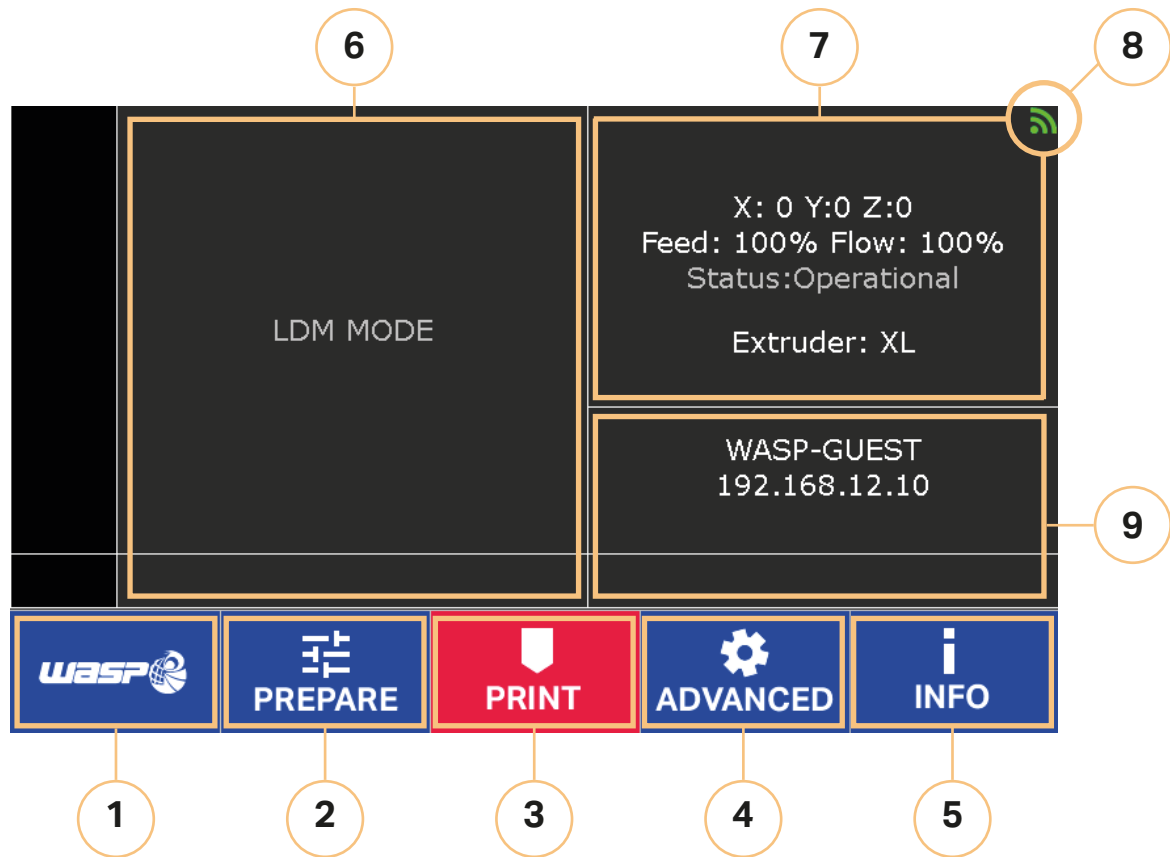 6
7
8
X: 0 Y:0 Z:0
Feed: 100% Flow: 100%
Status:Operational
LDM MODE
Extruder: XL
WASP-GUEST
192.168.12.10
9
wasp
PREPARE
PRINT
ADVANCED
INFO
1
2
3
4
5